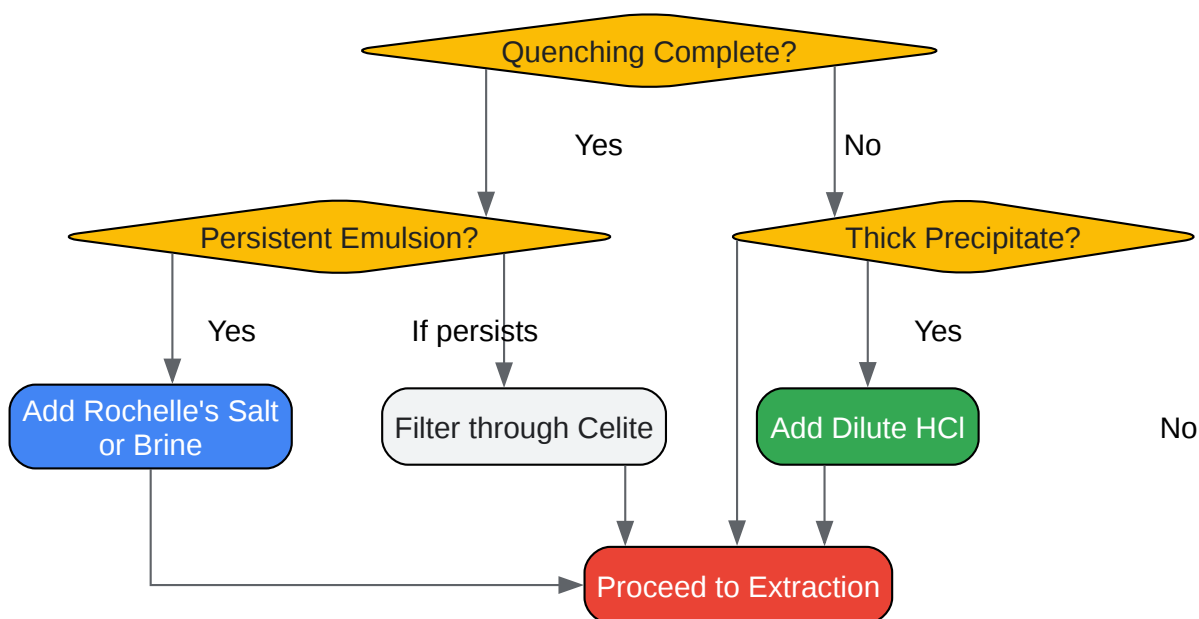 Quenching Complete?
Yes
No
Persistent Emulsion?
Thick Precipitate?
Yes
If persists
Yes
Add Rochelle's Salt
or Brine
Filter through Celite
Add Dilute HCl
No
Proceed to Extraction